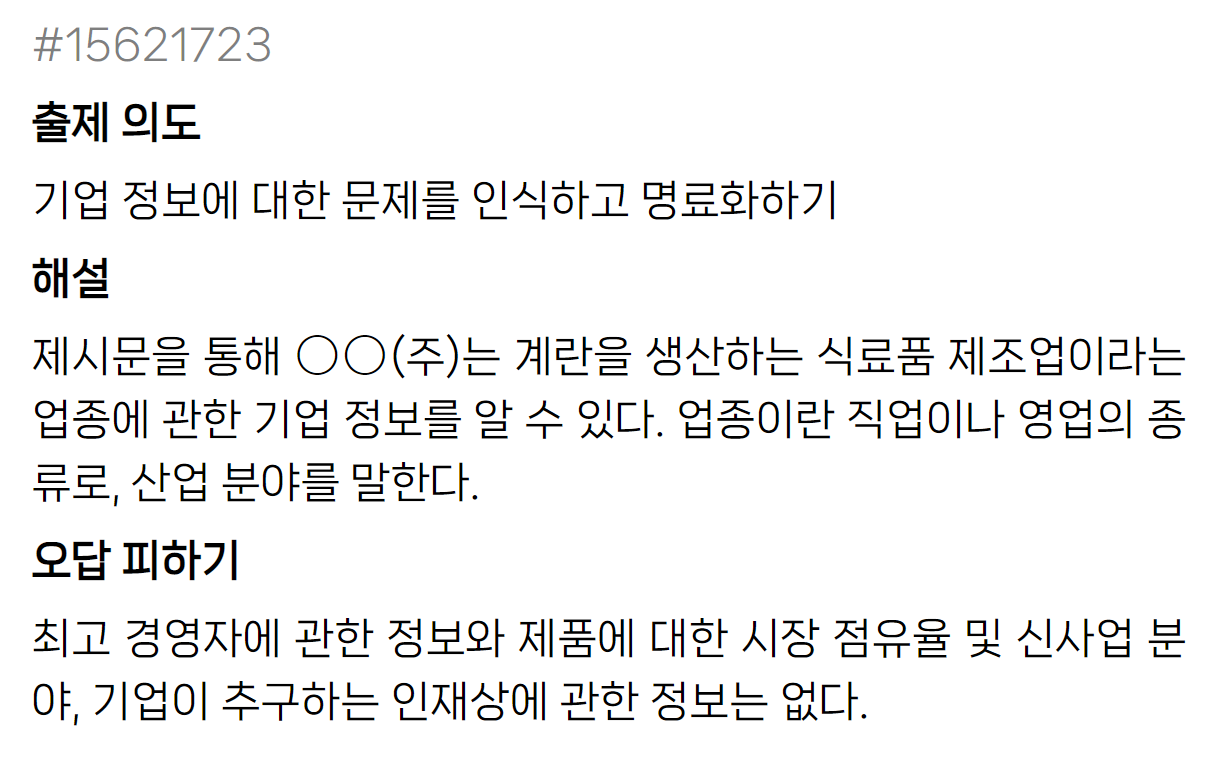 #15621723
출제 의도
기업 정보에 대한 문제를 인식하고 명료화하기
해설
제시문을 통해 ○○(주)는 계란을 생산하는 식료품 제조업이라는
업종에 관한 기업 정보를 알 수 있다. 업종이란 직업이나 영업의 종
류로, 산업 분야를 말한다.
오답 피하기
최고 경영자에 관한 정보와 제품에 대한 시장 점유율 및 신사업 분
야, 기업이 추구하는 인재상에 관한 정보는 없다.